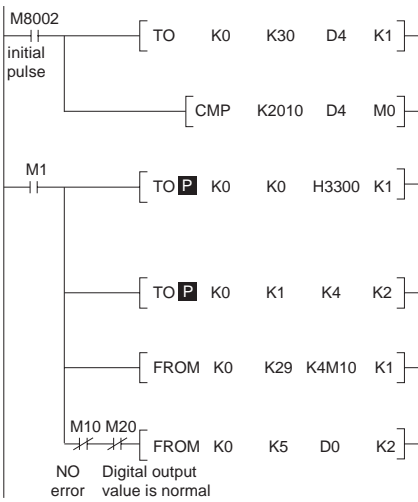 M8002
TO K0 K30 D4 K1
initial
pulse
CMP K2010 D4 M0
M1
TO P K0 K0 H3300 K1
TO P K0 K1 K4 K2
FROM K0 K29 K4M10 K1
M10 M20
FROM K0 K5 D0 K2
NO Digital output
error value is normal